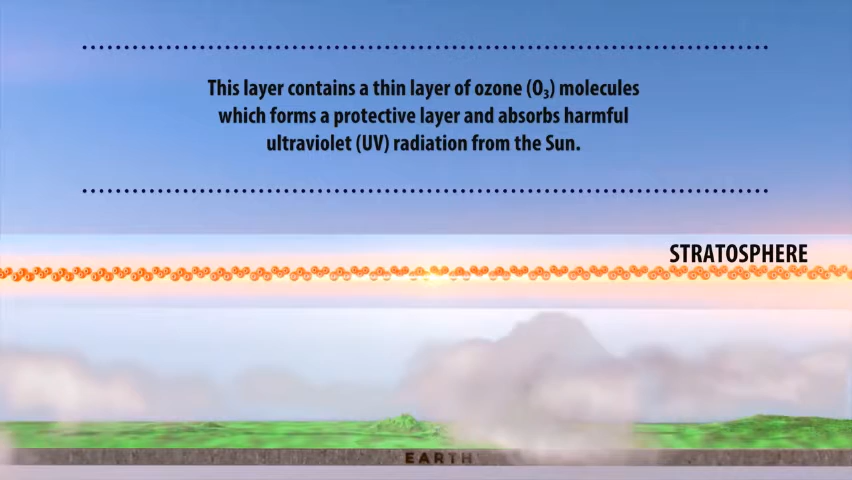 This layer contains a thin layer of ozone (O₃) molecules
which forms a protective layer and absorbs harmful
ultraviolet (UV) radiation from the Sun.
STRATOSPHERE
EARTH